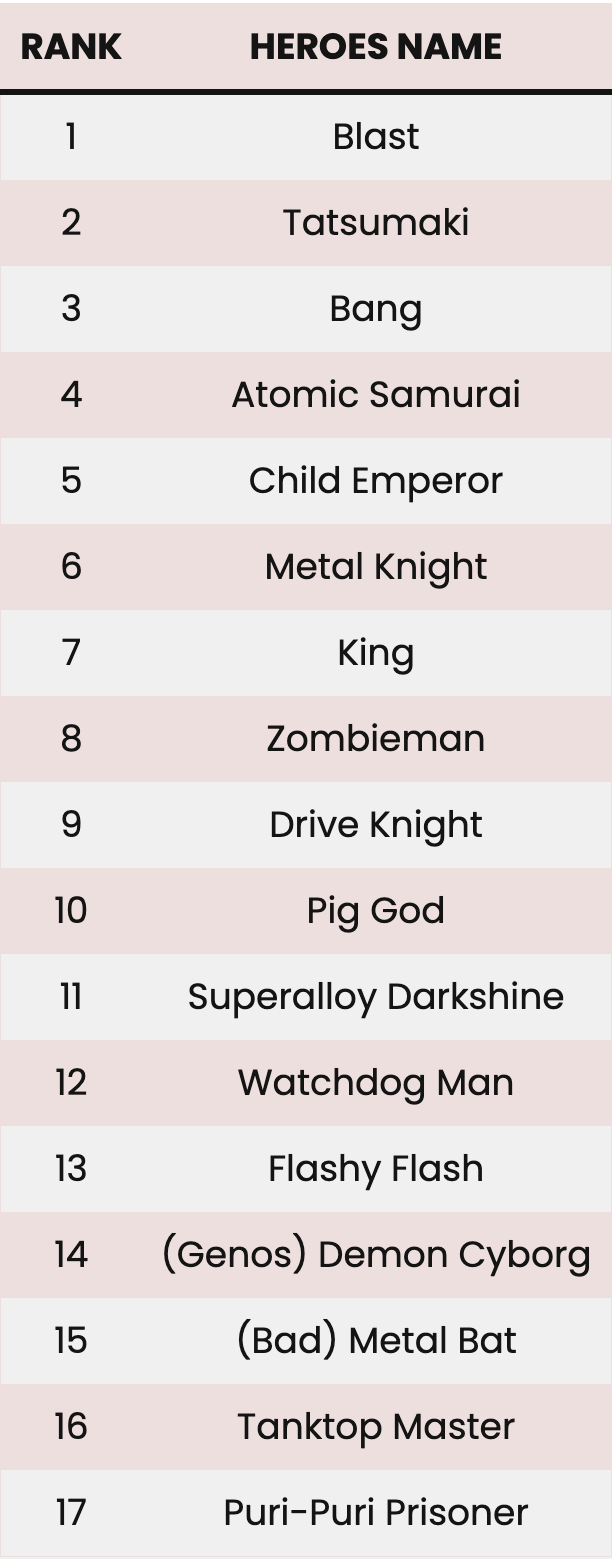 RANK HEROES NAME
1 Blast
2 Tatsumaki
3 Bang
4 Atomic Samurai
5 Child Emperor
6 Metal Knight
7 King
8 Zombieman
9 Drive Knight
10 Pig God
11 Superalloy Darkshine
12 Watchdog Man
13 Flashy Flash
14 (Genos) Demon Cyborg
15 (Bad) Metal Bat
16 Tanktop Master
17 Puri-Puri Prisoner